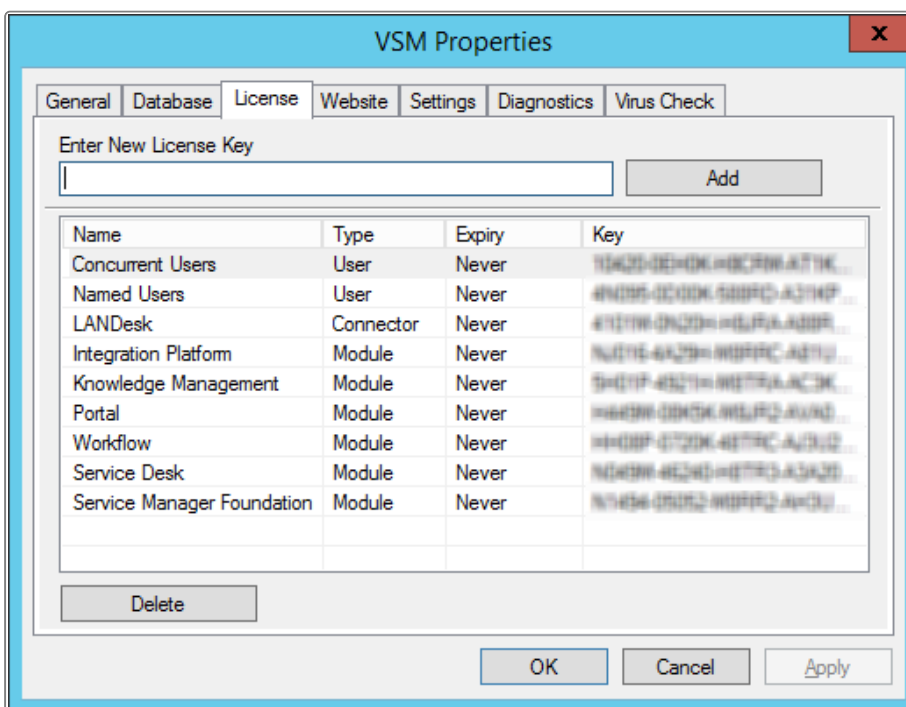 VSM Properties
x
General Database License Website Settings Diagnostics Virus Check
Enter New License Key
Add
Name Type Expiry Key
Concurrent Users User Never
Named Users User Never
LANDesk Connector Never
Integration Platform Module Never
Knowledge Management Module Never
Portal Module Never
Workflow Module Never
Service Desk Module Never
Service Manager Foundation Module Never
Delete
OK Cancel Apply